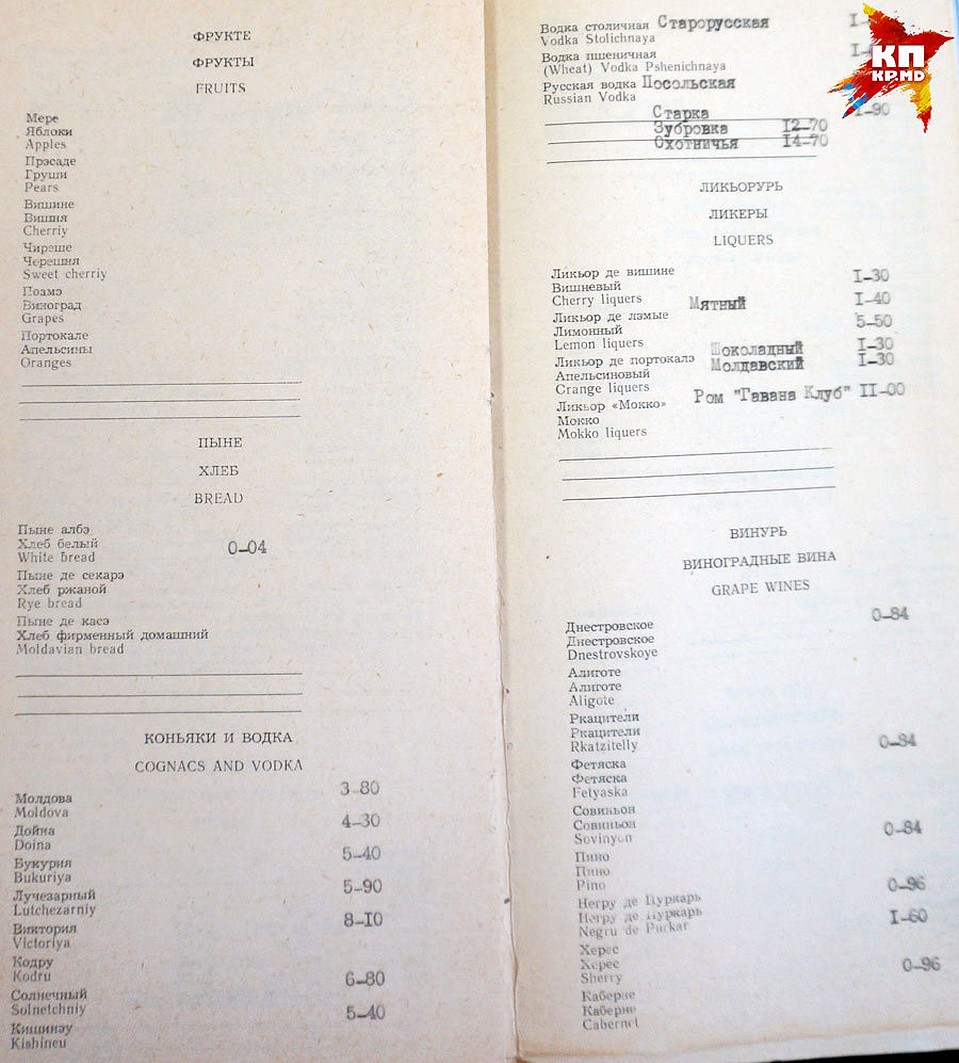 ФРУКТЕ
ФРУКТЫ
FRUITS
Мере
Яблоки
Apples
Прэсаде
Груши
Pears
Вишине
Вишня
Cherriy
Чиреше
Черешня
Sweet cherriy
Поамэ
Виноград
Grapes
Портокале
Апельсины
Oranges
ПЫНЕ
ХЛЕБ
BREAD
Пыне албэ
Хлеб белый 0-04
White bread
Пыне де секарэ
Хлеб ржаной
Rye bread
Пыне де касэ
Хлеб фирменный домашний
Moldavian bread
КОНЬЯКИ И ВОДКА
COGNACS AND VODKA
Молдова 3-80
Moldova
Дойна 4-30
Doina
Букурия 5-40
Bukuriya
Лучезарный 5-90
Lutchezarniy
Виктория 8-10
Victoriya
Кодру
Kodru 6-80
Солнечный
Solnetchniy 5-40
Кишинэу
Kishineu
Водка столичная Старорусская
Vodka Stolichnaya
Водка пшеничная
(Wheat) Vodka Pshenichnaya
Русская водка Посольская
Russian Vodka
Старка 1-90
Зубровка 12-70
Охотничья 14-70
КП
KP.MD
ЛИКЬОРУРЬ
ЛИКЕРЫ
LIQUERS
Ликьор де вишине I-30
Вишневый
Cherry liquers Мятный I-40
Ликьор де лэмые 5-50
Лимонный
Lemon liquers Шоколадный I-30
Ликьор де портокалэ Молдавский I-30
Апельсиновый
Crange liquers Ром "Гавана Клуб" II-00
Ликьор «Мокко»
Мокко
Mokko liquers
ВИНУРЬ
ВИНОГРАДНЫЕ ВИНА
GRAPE WINES
Днестровское 0-84
Днестровское
Dnestrovskoye
Алиготе
Алиготе
Aligote
Ркацители
Ркацители
Rkatzitelly 0-84
Фетяска
Фетяска
Fetyaska
Совиньон
Совиньон 0-84
Sovinyon
Пино
Пино
Pino 0-96
Негру де Пуркарь
Негру де Пуркарь I-60
Negru de Purkar
Херес
Херес 0-96
Sherry
Каберне
Каберне
Cabernet